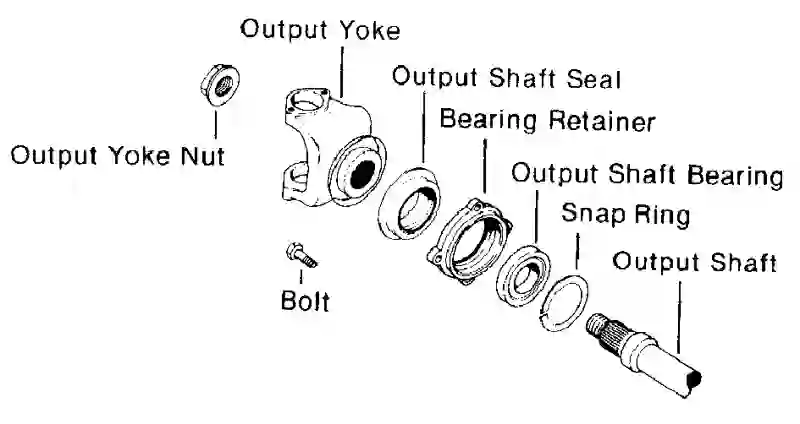 Output Yoke
Output Shaft Seal
Bearing Retainer
Output Yoke Nut
Output Shaft Bearing
Snap Ring
Output Shaft
Bolt